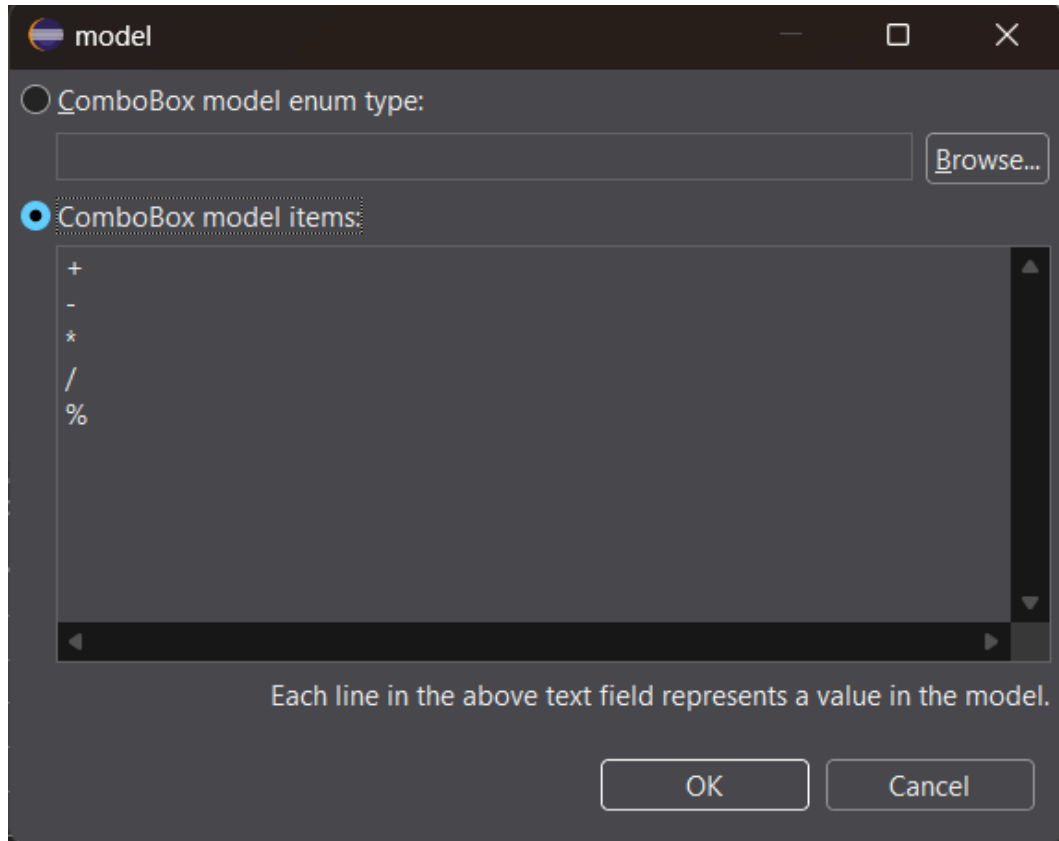 model
ComboBox model enum type:
Browse...
ComboBox model items:
+
-
*
/
%
Each line in the above text field represents a value in the model.
OK
Cancel